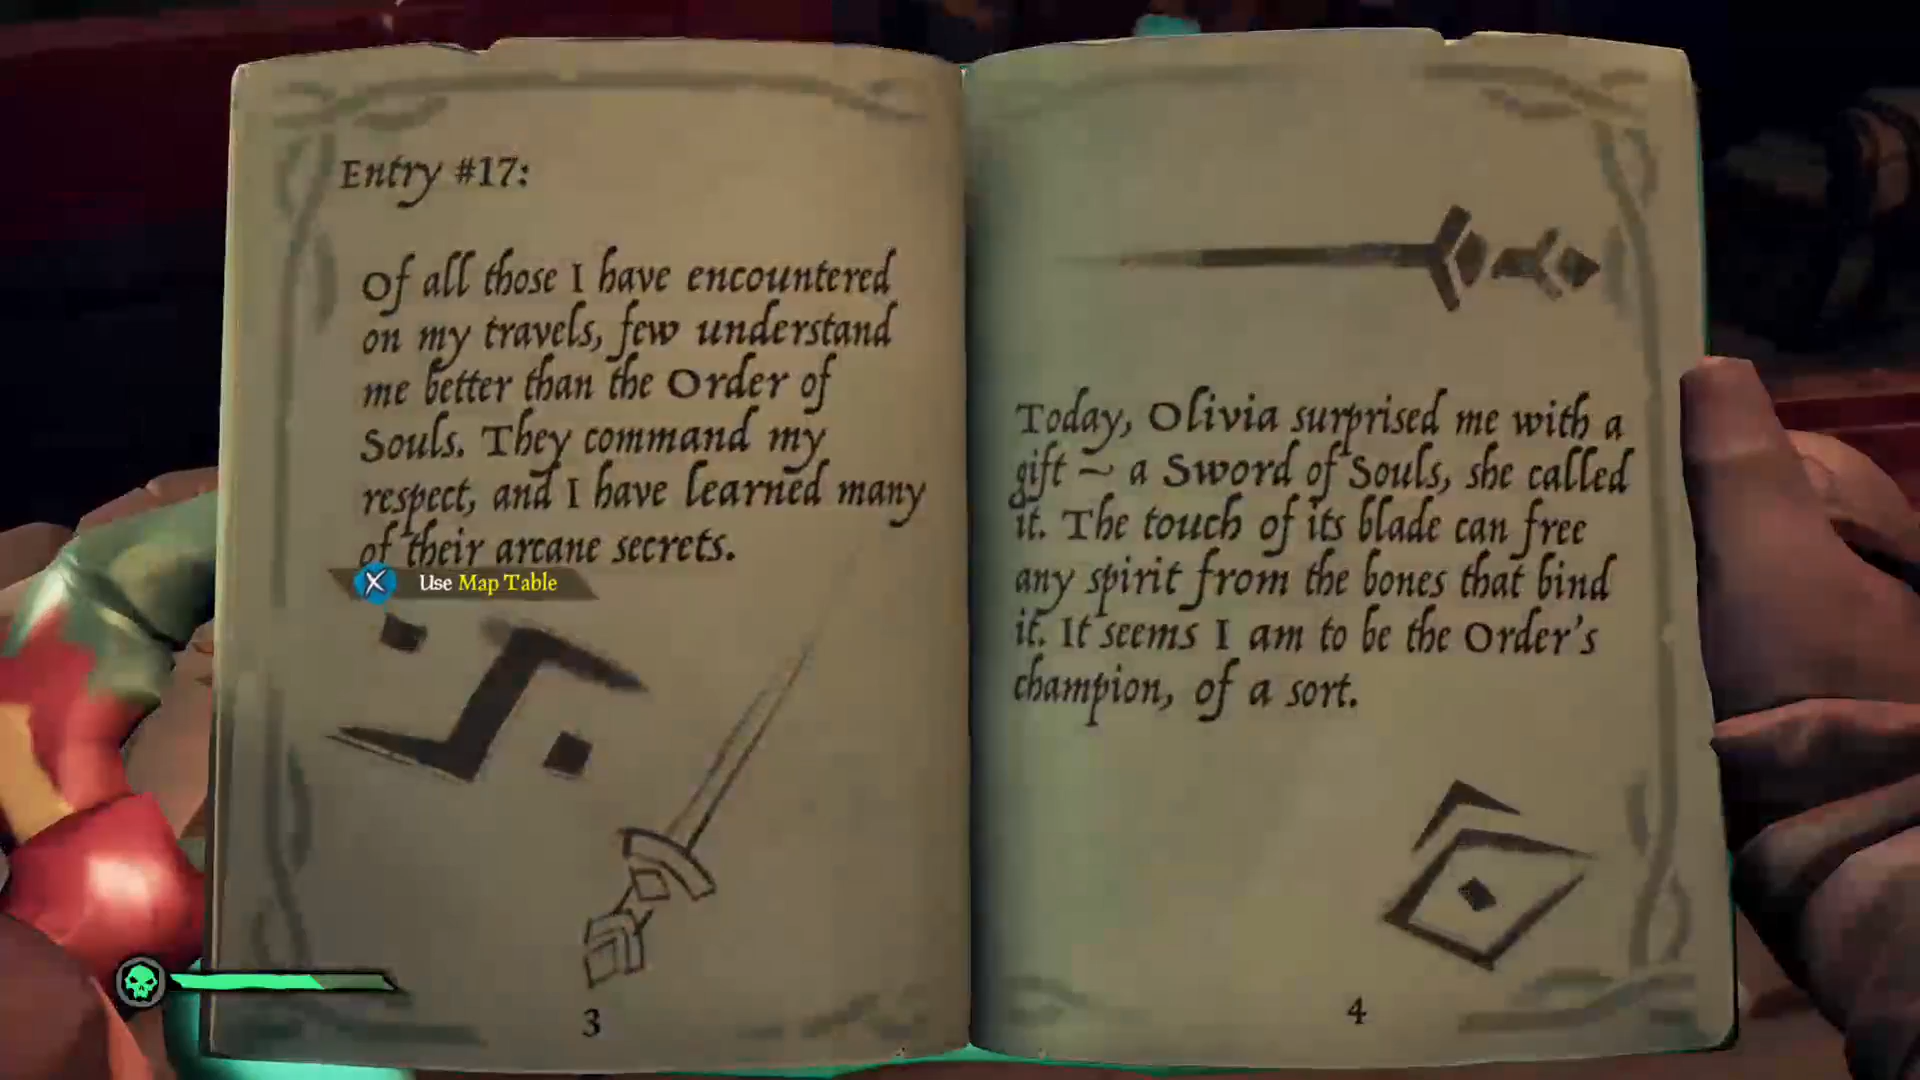 Entry #17:
Of all those I have encountered
on my travels, few understand
me better than the Order of
Souls. They command my
respect, and I have learned many
of their arcane secrets.
Use Map Table
3
Today, Olivia surprised me with a
gift ~ a Sword of Souls, she called
it. The touch of its blade can free
any spirit from the bones that bind
it. It seems I am to be the Order's
champion, of a sort.
4